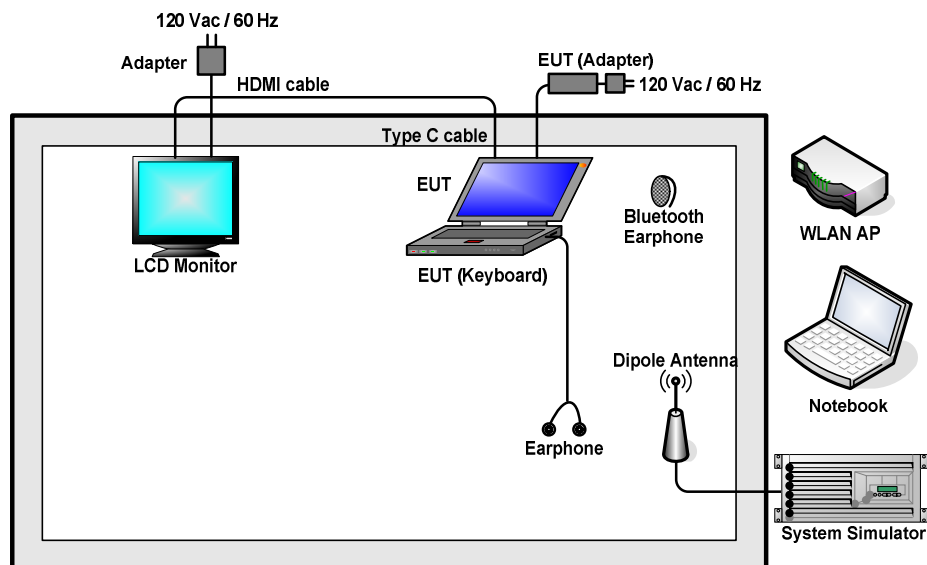 120 Vac / 60 Hz
Adapter
EUT (Adapter)
HDMI cable
120 Vac / 60 Hz
Type C cable
EUT
Bluetooth
Earphone
WLAN AP
LCD Monitor
EUT (Keyboard)
Dipole Antenna
Notebook
Earphone
System Simulator